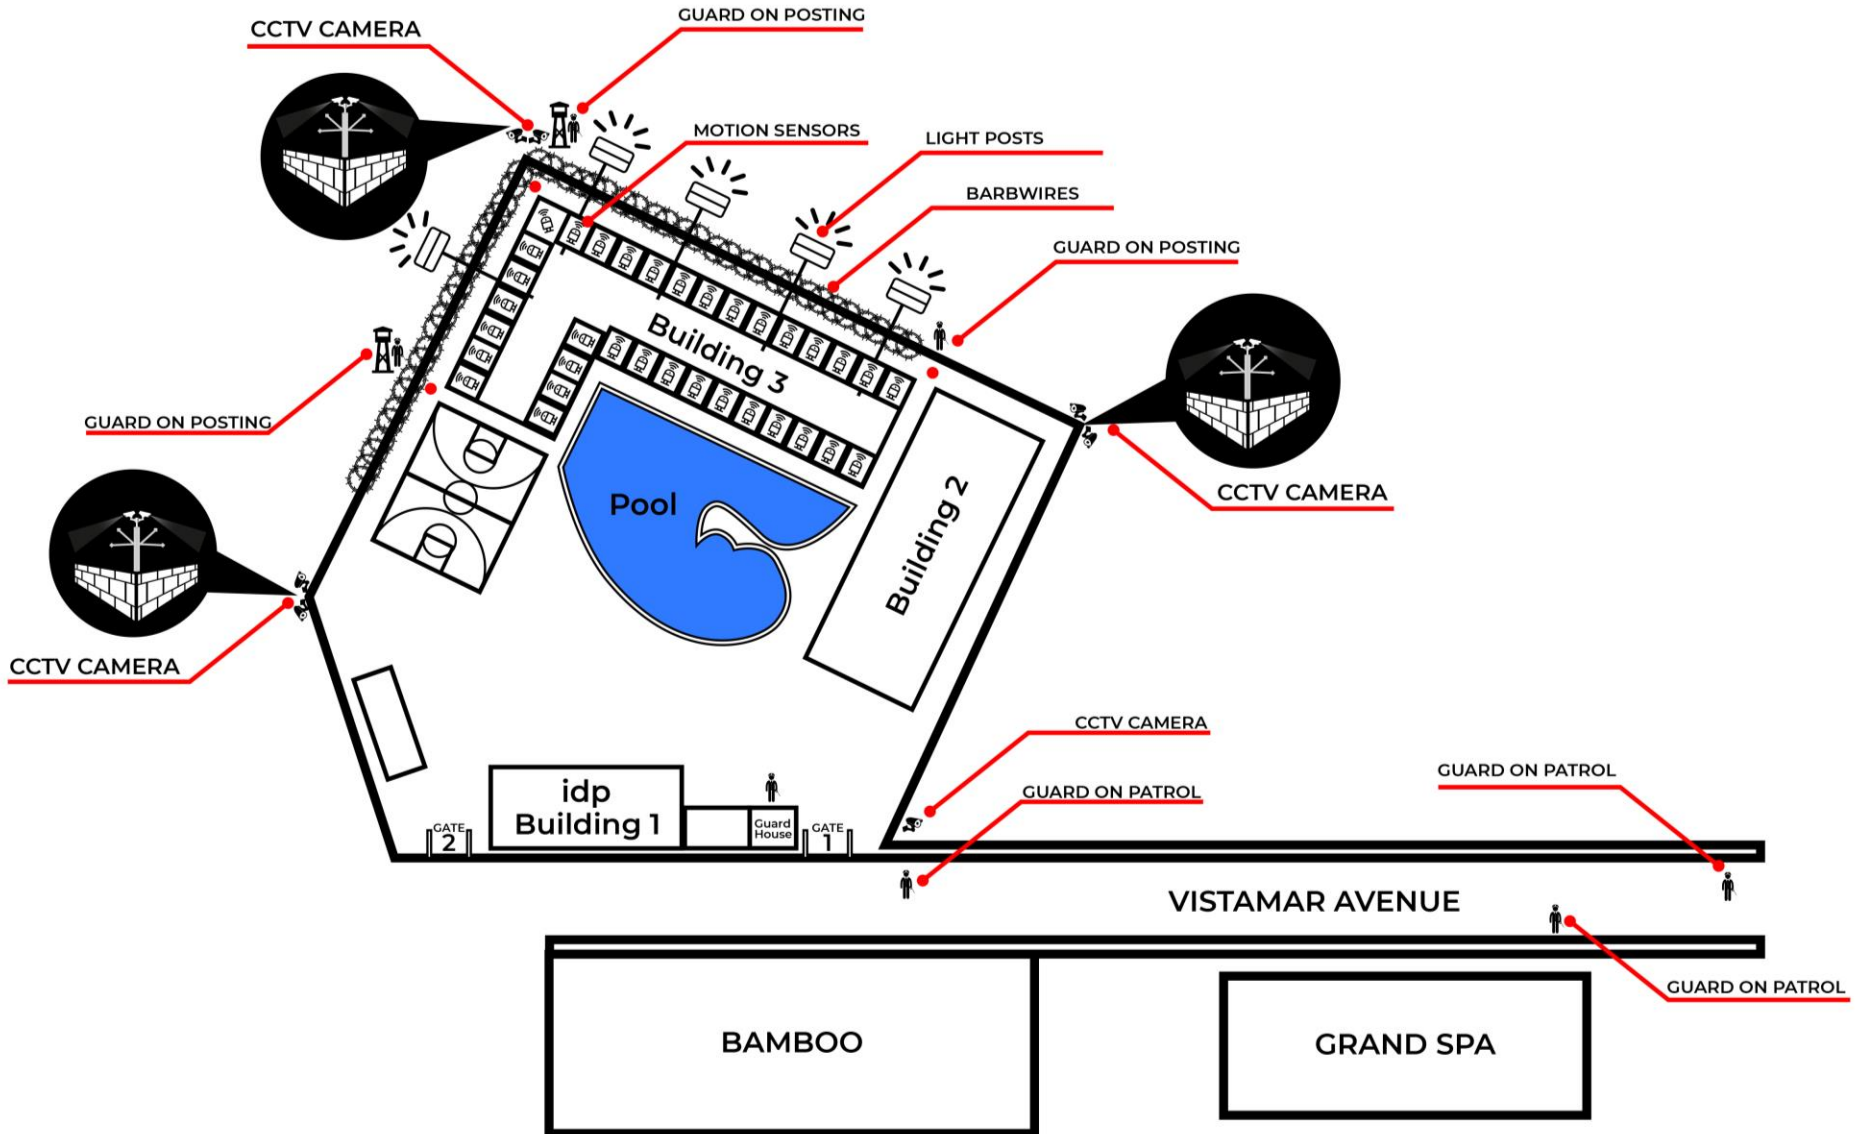 GUARD ON POSTING
CCTV CAMERA
MOTION SENSORS
LIGHT POSTS
BARBWIRES
GUARD ON POSTING
Building 3
GUARD ON POSTING
CCTV CAMERA
Pool
Building 2
CCTV CAMERA
CCTV CAMERA
GUARD ON PATROL
GUARD ON PATROL
idp
Building 1
Guard
House
GATE
2
GATE
1
VISTAMAR AVENUE
GUARD ON PATROL
BAMBOO
GRAND SPA